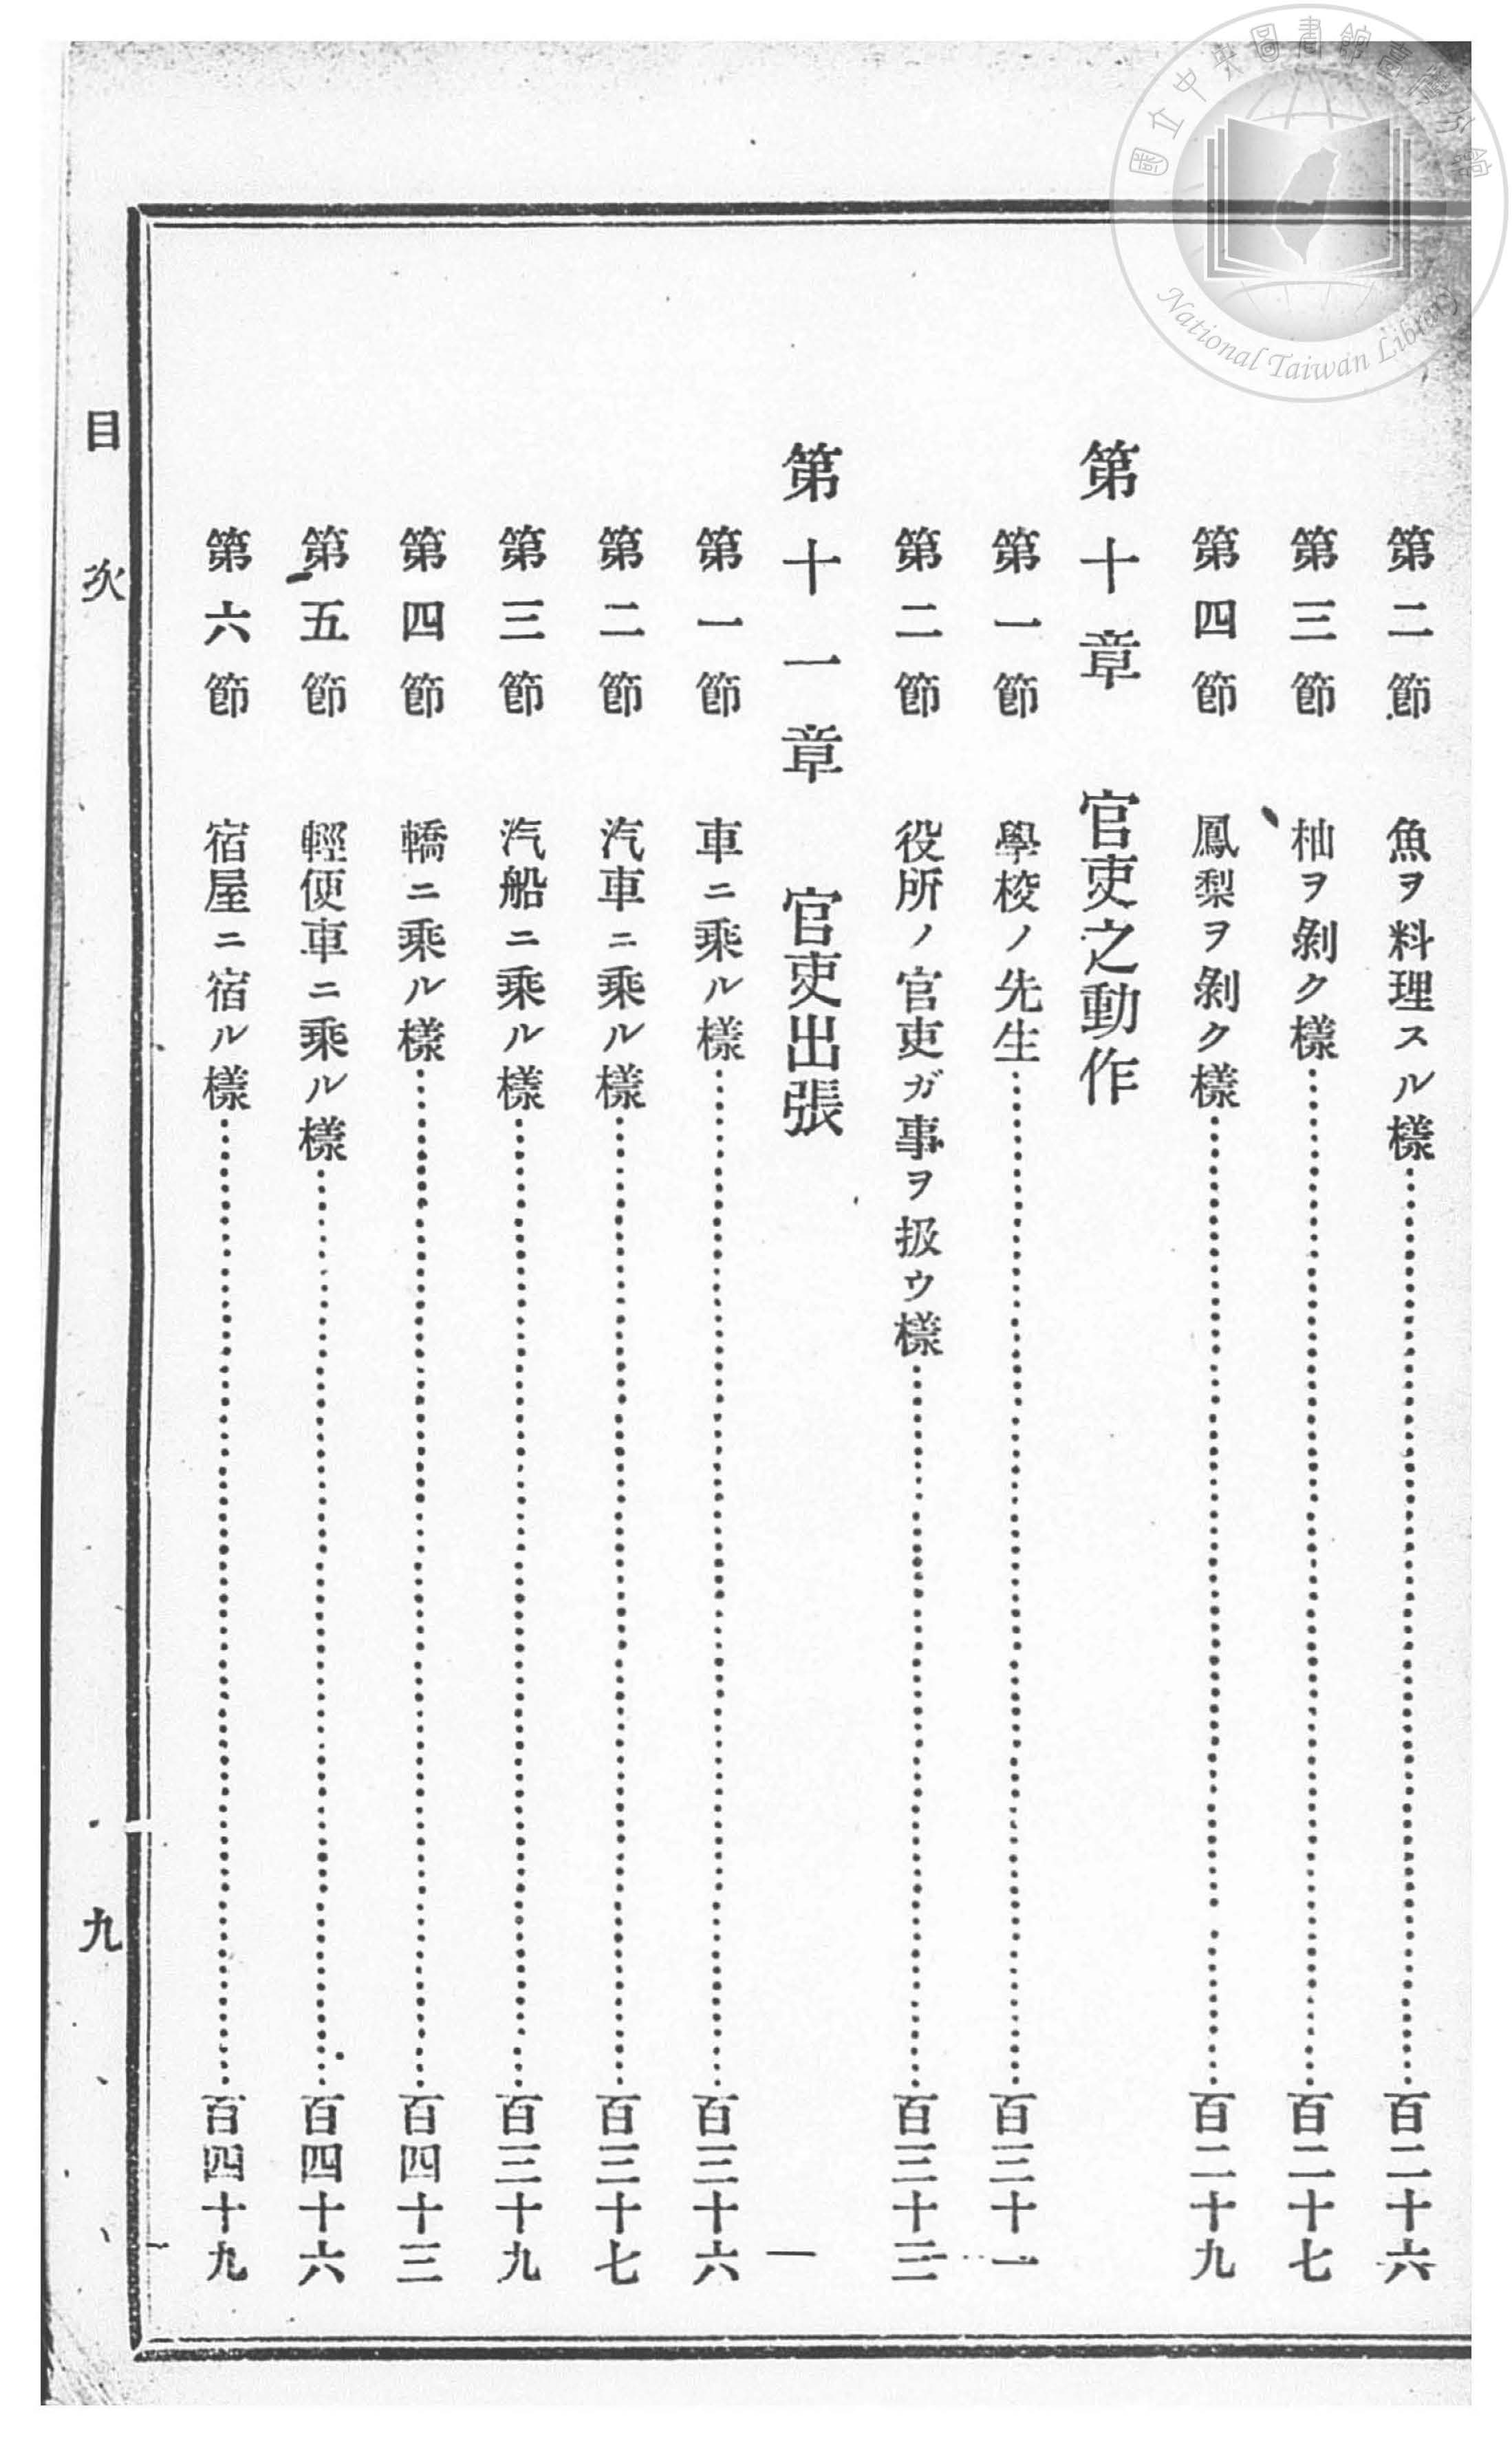 第二節　魚ヲ料理スル樣……百二十六
第三節　柚ヲ剝ク樣……百二十七
第四節　鳳梨ヲ剝ク樣……百二十九
第十章　官吏之動作
第一節　學校ノ先生……百三十一
第二節　役所ノ官吏ガ事ヲ扱ウ樣……百三十三
第十一章　官吏出張
第一節　車ニ乘ル樣……百三十六
第二節　汽車ニ乘ル樣……百三十七
第三節　汽船ニ乘ル樣……百三十九
第四節　轎ニ乘ル樣……百四十三
第五節　輕便車ニ乘ル樣……百四十六
第六節　宿屋ニ宿ル樣……百四十九
目次　九
國立中央圖書館臺灣分館
National Taiwan Library